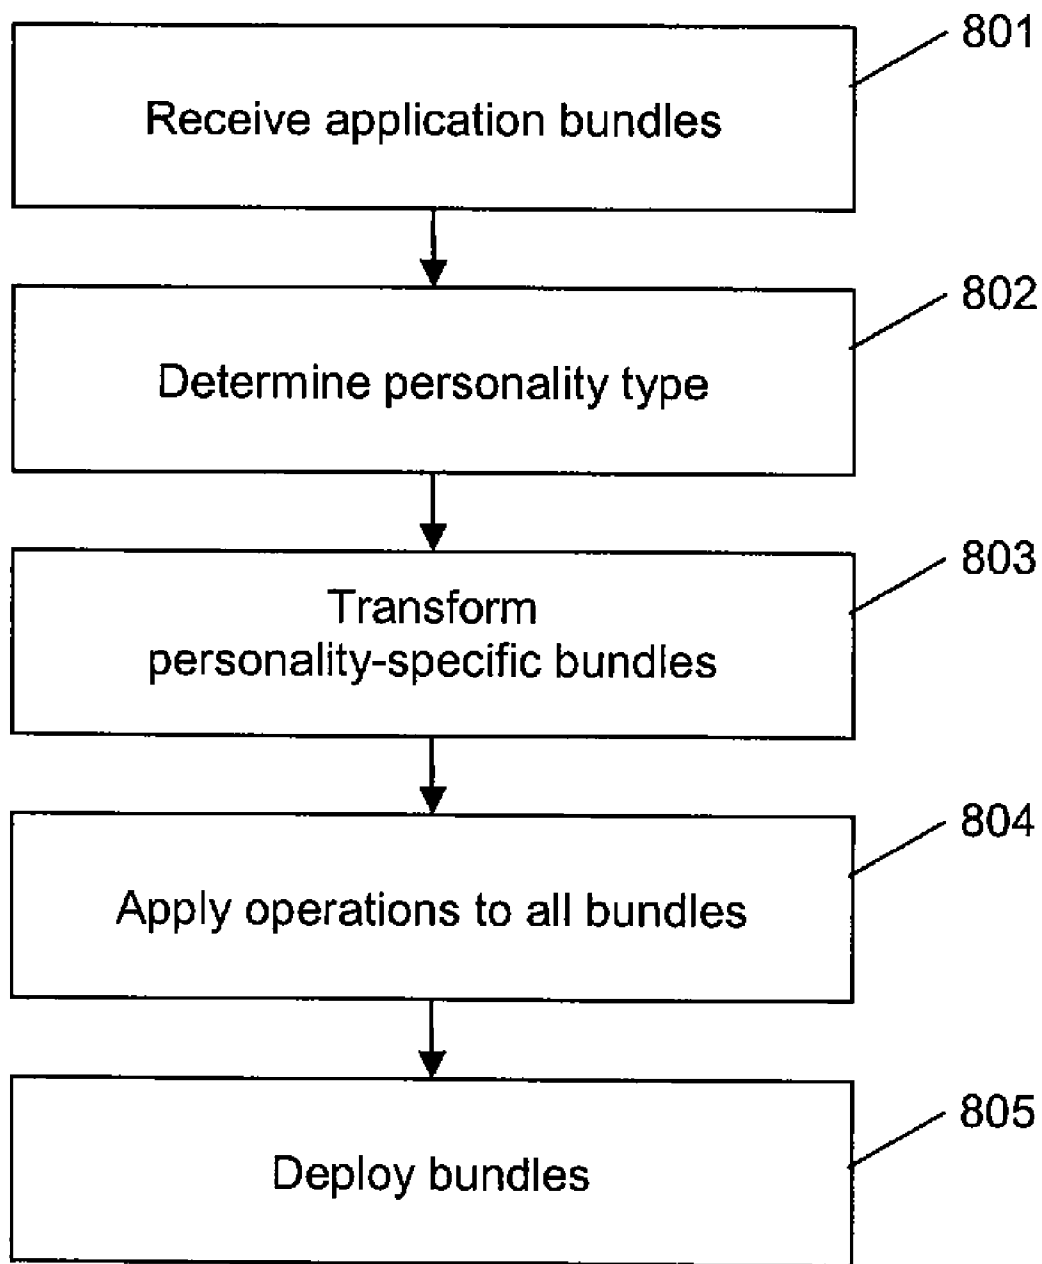 801
Receive application bundles
802
Determine personality type
803
Transform
personality-specific bundles
804
Apply operations to all bundles
805
Deploy bundles